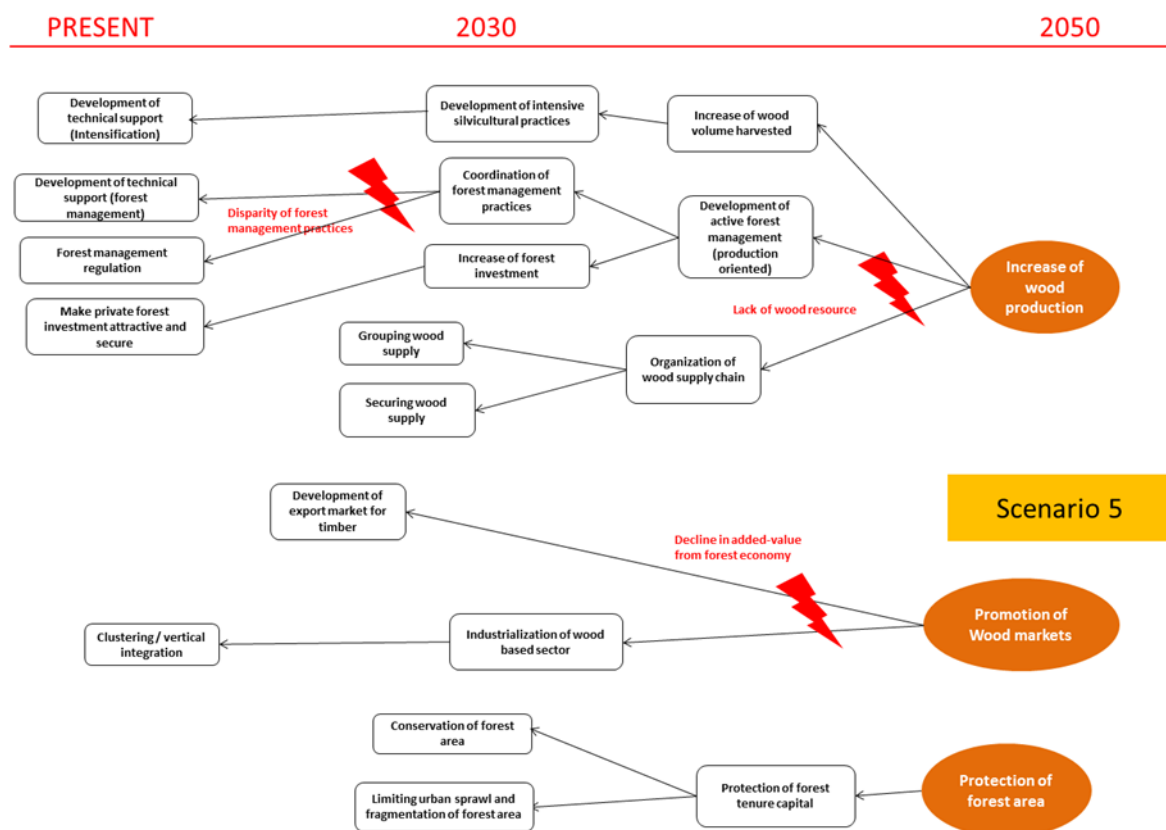 PRESENT
2030
2050
Development of
technical support
(Intensification)
Development of intensive
silvicultural practices
Increase of wood
volume harvested
Development of technical
support (forest
management)
Coordination of
forest management
practices
Disparity of forest
management practices
Development of
active forest
management
(production
oriented)
Forest management
regulation
Increase of forest
investment
Increase of
wood
production
Make private forest
investment attractive and
secure
Lack of wood resource
Grouping wood
supply
Organization of
wood supply chain
Securing wood
supply
Development of
export market for
timber
Scenario 5
Decline in added-value
from forest economy
Promotion of
Wood markets
Clustering / vertical
integration
Industrialization of wood
based sector
Conservation of forest
area
Limiting urban sprawl and
fragmentation of forest area
Protection of forest
tenure capital
Protection of
forest area